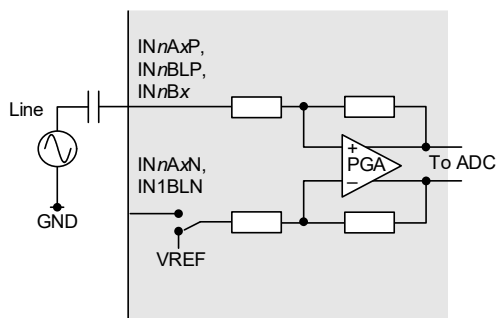 INnAxP,
INnBLP,
INnBx
Line
+
PGA
−
To ADC
INnAxN,
IN1BLN
GND
VREF